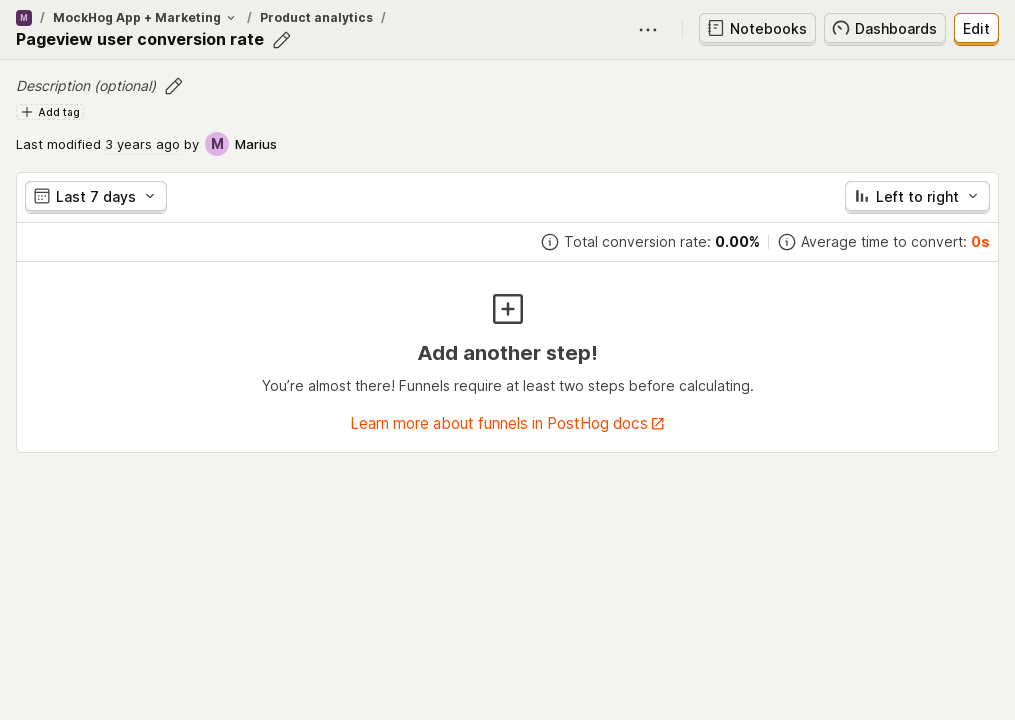 M / MockHog App + Marketing / Product analytics /
Pageview user conversion rate
Notebooks
Dashboards
Edit
Description (optional)
Add tag
Last modified 3 years ago by M Marius
Last 7 days
Left to right
Total conversion rate: 0.00%
Average time to convert: 0s
Add another step!
You’re almost there! Funnels require at least two steps before calculating.
Learn more about funnels in PostHog docs